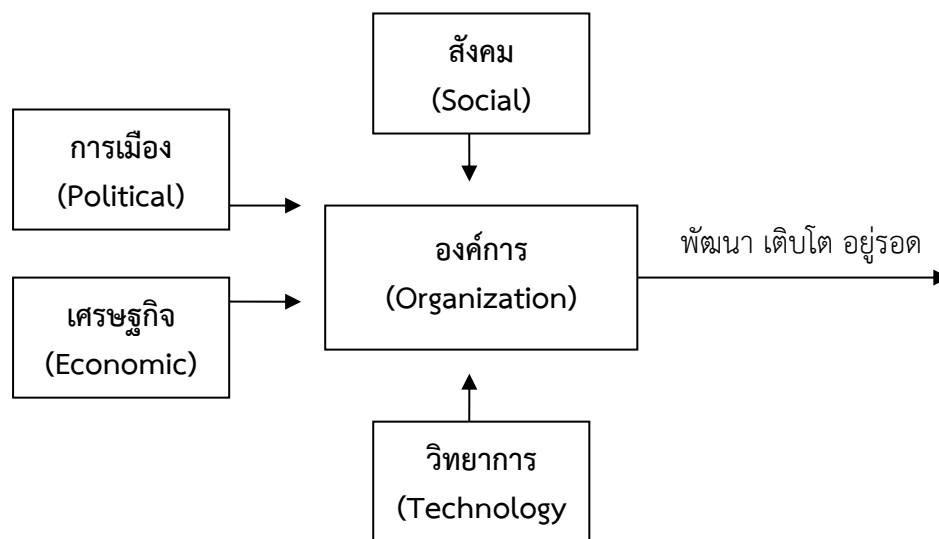 สังคม
(Social)
การเมือง
(Political)
องค์การ
(Organization)
พัฒนา เติบโต อยู่รอด
เศรษฐกิจ
(Economic)
วิทยาการ
(Technology